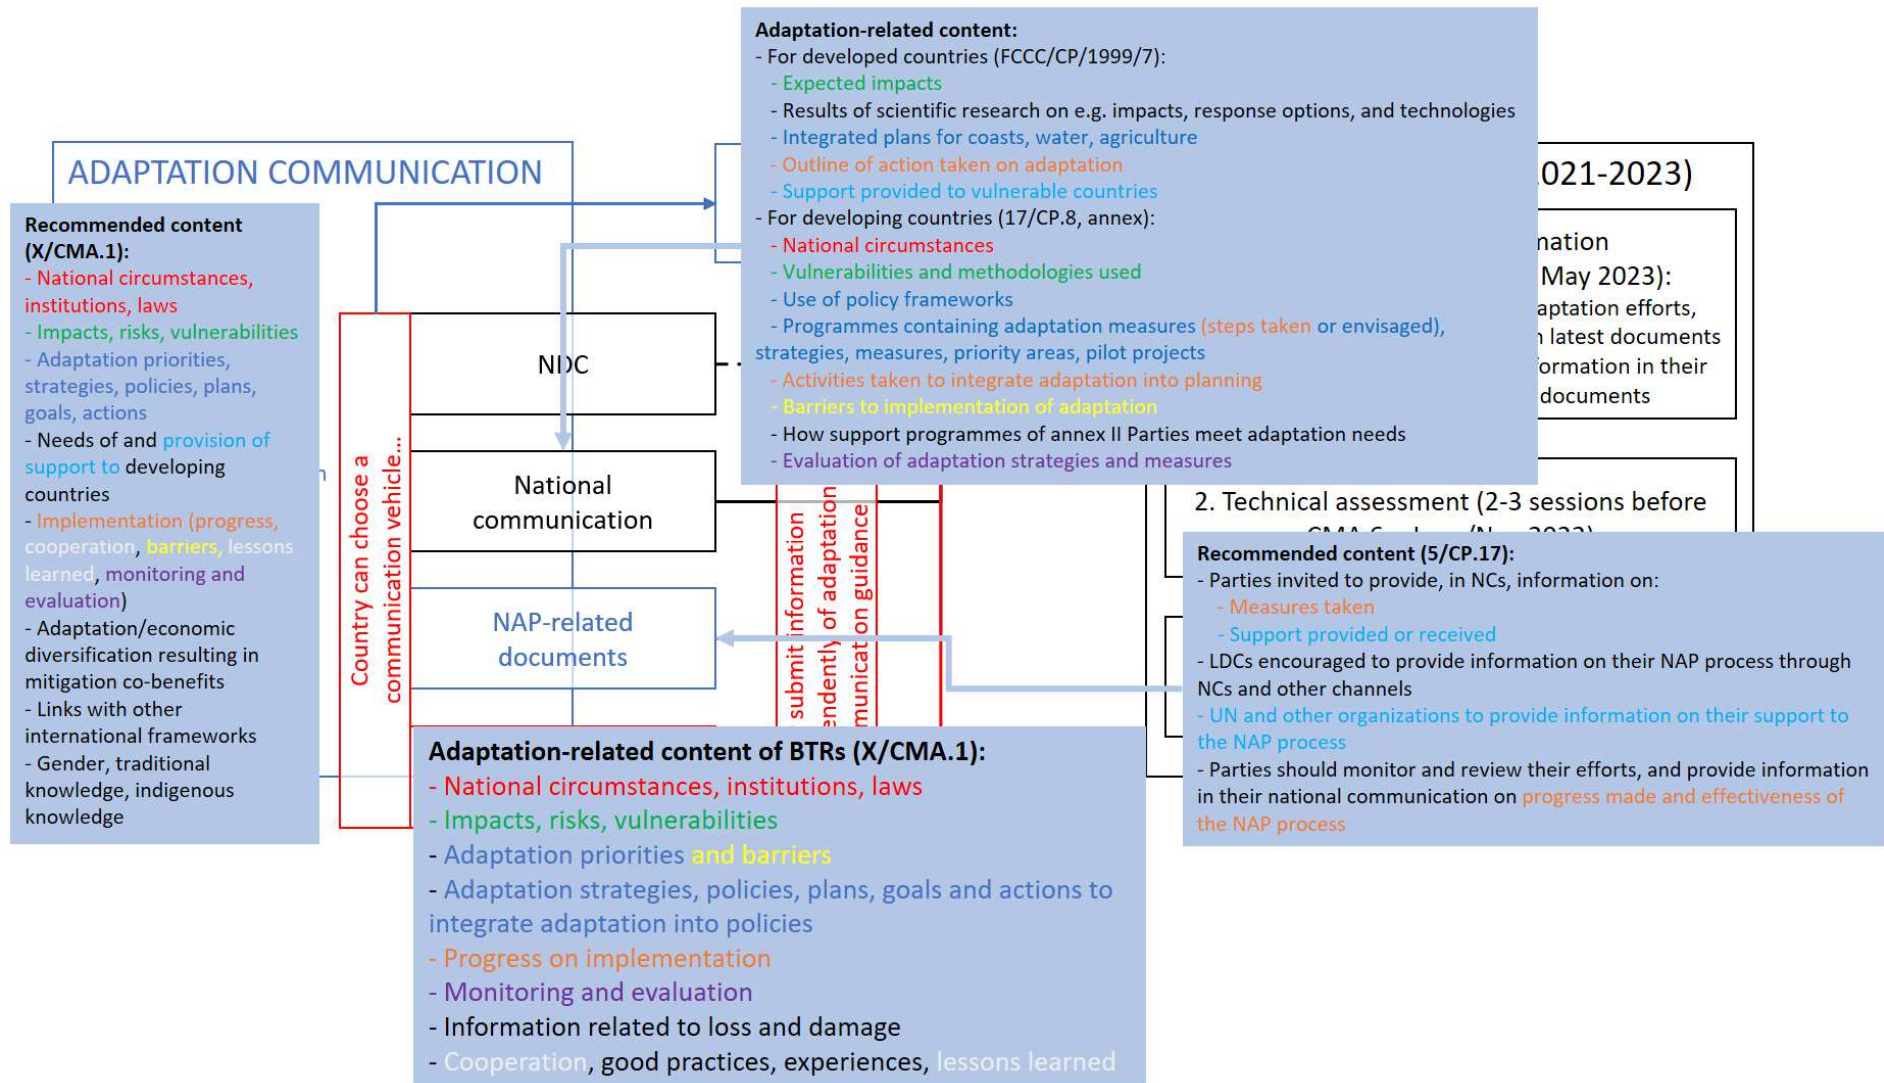 ADAPTATION COMMUNICATION
Recommended content
(X/CMA.1):
- National circumstances,
institutions, laws
- Impacts, risks, vulnerabilities
- Adaptation priorities,
strategies, policies, plans,
goals, actions
- Needs of and provision of
support to developing
countries
- Implementation (progress,
cooperation, barriers, lessons
learned, monitoring and
evaluation)
- Adaptation/economic
diversification resulting in
mitigation co-benefits
- Links with other
international frameworks
- Gender, traditional
knowledge, indigenous
knowledge
Country can choose a
communication vehicle...
NDC
National
communication
NAP-related
documents
submit information
endently of adaptation
munication guidance
Adaptation-related content:
- For developed countries (FCCC/CP/1999/7):
- Expected impacts
- Results of scientific research on e.g. impacts, response options, and technologies
- Integrated plans for coasts, water, agriculture
- Outline of action taken on adaptation
- Support provided to vulnerable countries
- For developing countries (17/CP.8, annex):
- National circumstances
- Vulnerabilities and methodologies used
- Use of policy frameworks
- Programmes containing adaptation measures (steps taken or envisaged),
strategies, measures, priority areas, pilot projects
- Activities taken to integrate adaptation into planning
- Barriers to implementation of adaptation
- How support programmes of annex II Parties meet adaptation needs
- Evaluation of adaptation strategies and measures
021-2023)
mation
May 2023):
aptation efforts,
latest documents
formation in their
documents
2. Technical assessment (2-3 sessions before
Recommended content (5/CP.17):
- Parties invited to provide, in NCs, information on:
- Measures taken
- Support provided or received
- LDCs encouraged to provide information on their NAP process through
NCs and other channels
- UN and other organizations to provide information on their support to
the NAP process
- Parties should monitor and review their efforts, and provide information
in their national communication on progress made and effectiveness of
the NAP process
Adaptation-related content of BTRs (X/CMA.1):
- National circumstances, institutions, laws
- Impacts, risks, vulnerabilities
- Adaptation priorities and barriers
- Adaptation strategies, policies, plans, goals and actions to
integrate adaptation into policies
- Progress on implementation
- Monitoring and evaluation
- Information related to loss and damage
- Cooperation, good practices, experiences, lessons learned